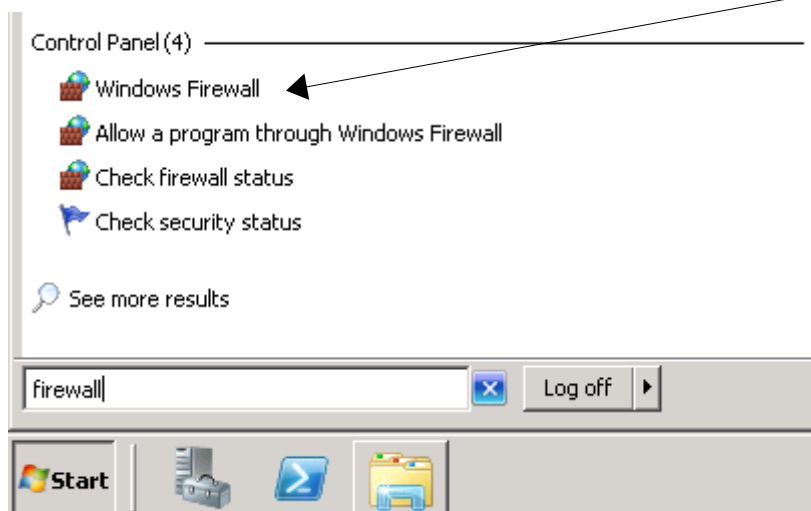 Control Panel (4)
Windows Firewall
Allow a program through Windows Firewall
Check firewall status
Check security status
See more results
firewall
Log off
Start